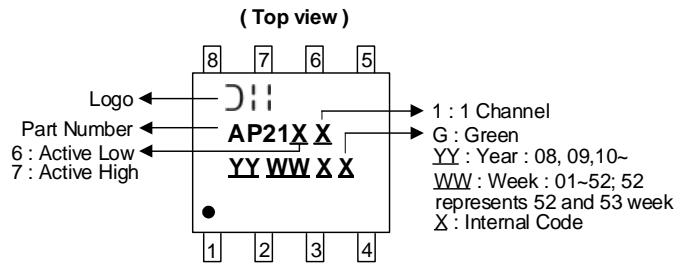 ( Top view )
8 7 6 5
Logo
Part Number
6 : Active Low
7 : Active High
AP21X X
YY WW X X
1 : 1 Channel
G : Green
YY : Year : 08, 09,10~
WW : Week : 01~52; 52
represents 52 and 53 week
X : Internal Code
1 2 3 4